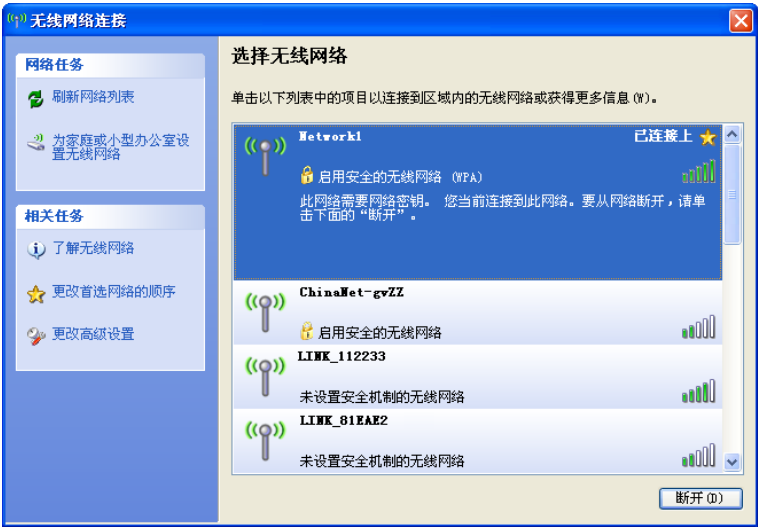 无线网络连接
网络任务
刷新网络列表
为家庭或小型办公室设
置无线网络
相关任务
了解无线网络
更改首选网络的顺序
更改高级设置
选择无线网络
单击以下列表中的项目以连接到区域内的无线网络或获得更多信息(W)。
Network1 已连接上
启用安全的无线网络 (WPA)
此网络需要网络密钥。 您当前连接到此网络。要从网络断开，请单
击下面的“断开”。
ChinaNet-gvZZ
启用安全的无线网络
LINK_112233
未设置安全机制的无线网络
LINK_81EAE2
未设置安全机制的无线网络
断开(D)